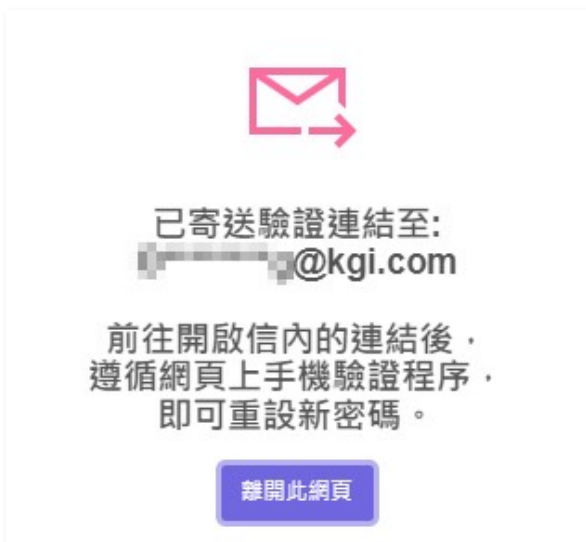 已寄送驗證連結至:
@kgi.com
前往開啟信內的連結後，
遵循網頁上手機驗證程序，
即可重設新密碼。
離開此網頁